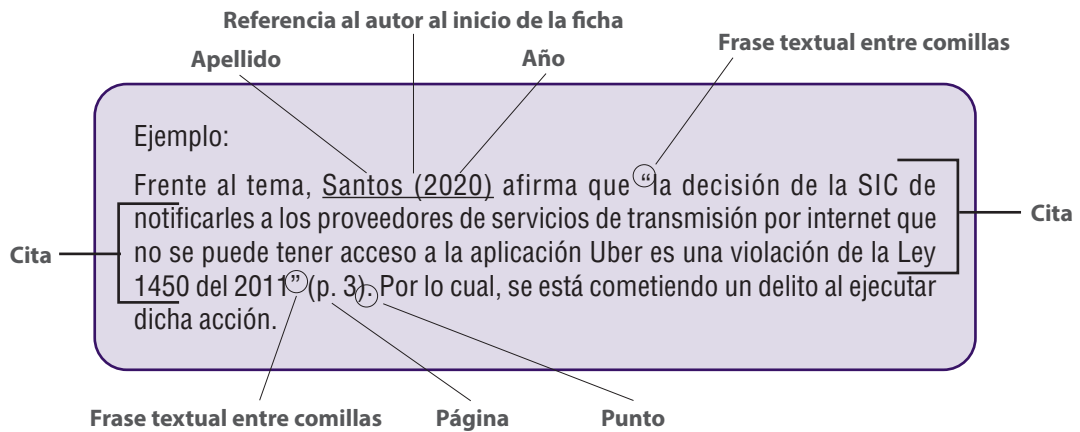 Referencia al autor al inicio de la ficha
Frase textual entre comillas
Apellido
Año
Ejemplo:
Frente al tema, Santos (2020) afirma que “la decisión de la SIC de
notificarles a los proveedores de servicios de transmisión por internet que
no se puede tener acceso a la aplicación Uber es una violación de la Ley
1450 del 2011” (p. 3). Por lo cual, se está cometiendo un delito al ejecutar
dicha acción.
Cita
Cita
Frase textual entre comillas
Página
Punto